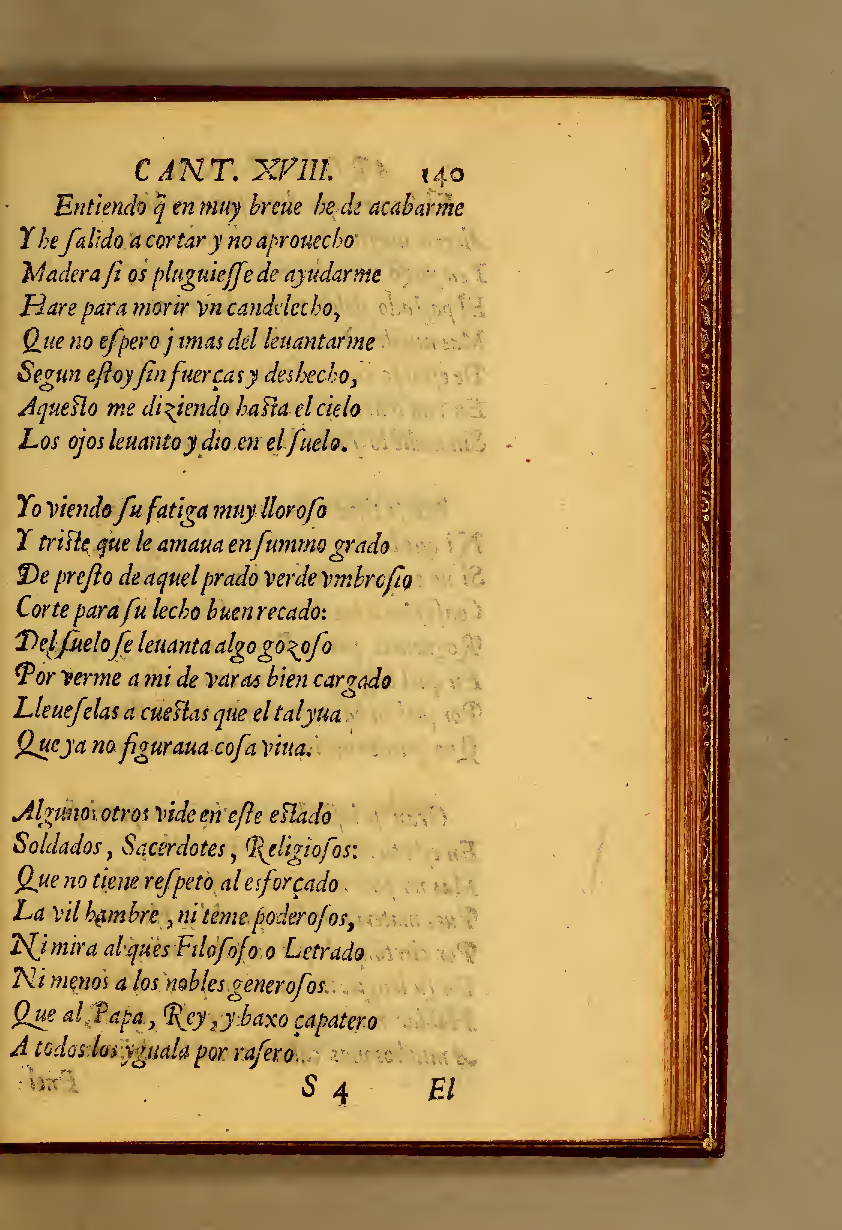 CANT. XVIII. 140
Entiendo q̃ en muy breue he de acabarme
Y he ſalido a cortar y no aprouecho
Madera ſi os pluguieſſe de ayudarme
Hare para morir vn candelecho,
Que no eſpero jamas del leuantarme
Segun eſtoy ſin fuerças y deshecho,
Aqueſto me diziendo haſta el cielo
Los ojos leuanto y dio en el ſuelo.
Yo viendo ſu fatiga muy lloroſo
Y triſte que le amaua en ſummo grado
De preſto de aquel prado verde vmbroſio
Corte para ſu lecho buen recado:
Del ſuelo ſe leuanta algo gozoſo
Por verme a mi de varas bien cargado
Lleueſelas a cueſtas que el tal yua
Que ya no figuraua coſa viua.
Algunos otros vide en eſte eſtado
Soldados, Sacerdotes, Religioſos:
Que no tiene reſpeto al esforçado
La vil hambre, ni teme poderoſos,
Ni mira al ques Filoſofo o Letrado
Ni menos a los nobles generoſos
Que al Papa, Rey, y baxo çapatero
A todos los yguala por raſero.
S 4 El